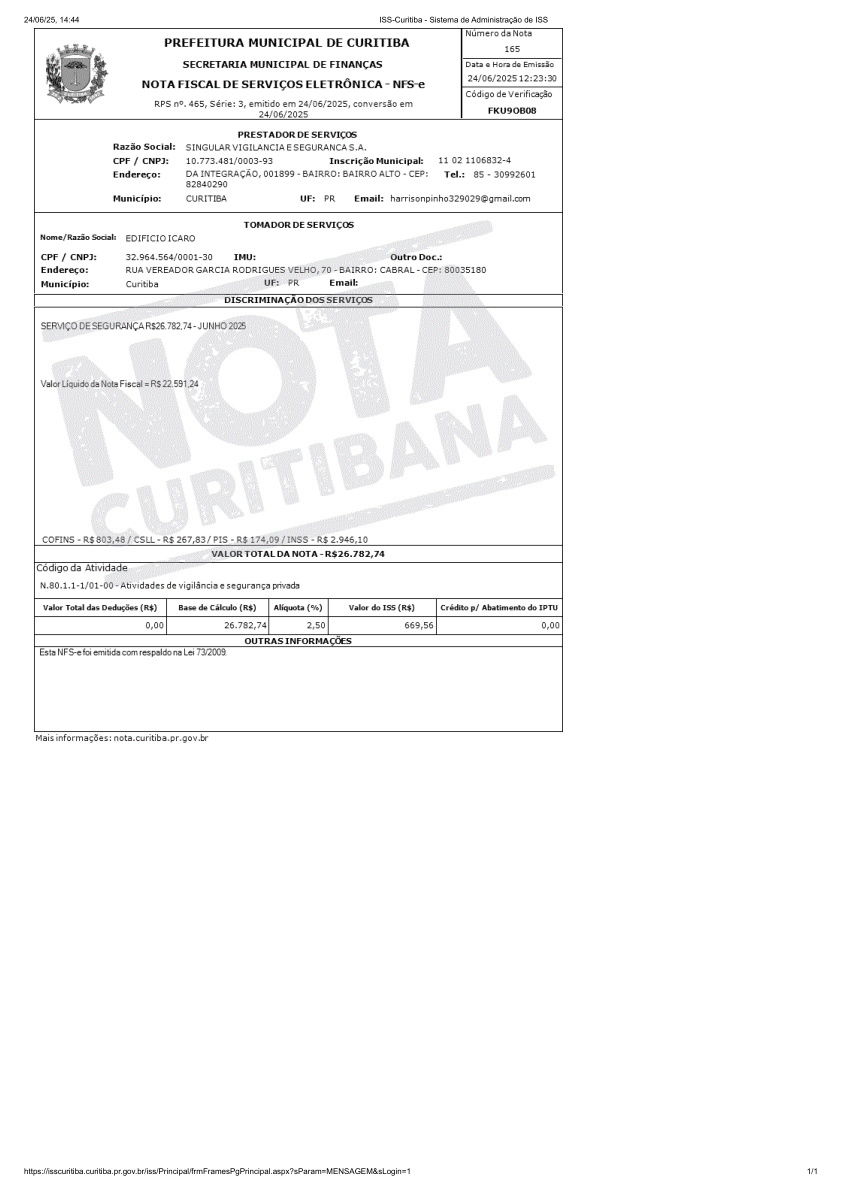 24/06/25, 14:44 ISS-Curitiba - Sistema de Administração de ISS
PREFEITURA MUNICIPAL DE CURITIBA
SECRETARIA MUNICIPAL DE FINANÇAS
NOTA FISCAL DE SERVIÇOS ELETRÔNICA - NFS-e
RPS nº. 465, Série: 3, emitido em 24/06/2025, conversão em
24/06/2025
Número da Nota
165
Data e Hora de Emissão
24/06/2025 12:23:30
Código de Verificação
FKU9OB08
PRESTADOR DE SERVIÇOS
Razão Social: SINGULAR VIGILANCIA E SEGURANCA S.A.
CPF / CNPJ: 10.773.481/0003-93 Inscrição Municipal: 11 02 1106832-4
Endereço: DA INTEGRAÇÃO, 001899 - BAIRRO: BAIRRO ALTO - CEP: Tel.: 85 - 30992601
82840290
Município: CURITIBA UF: PR Email: harrisonpinho329029@gmail.com
TOMADOR DE SERVIÇOS
Nome/Razão Social: EDIFICIO ICARO
CPF / CNPJ: 32.964.564/0001-30 IMU: Outro Doc.:
Endereço: RUA VEREADOR GARCIA RODRIGUES VELHO, 70 - BAIRRO: CABRAL - CEP: 80035180
Município: Curitiba UF: PR Email:
DISCRIMINAÇÃO DOS SERVIÇOS
SERVIÇO DE SEGURANÇA R$26.782,74 - JUNHO 2025
Valor Líquido da Nota Fiscal = R$ 22.591,24
NOTA
CURITIBANA
COFINS - R$ 803,48 / CSLL - R$ 267,83/ PIS - R$ 174,09 / INSS - R$ 2.946,10
VALOR TOTAL DA NOTA - R$26.782,74
Código da Atividade
N.80.1.1-1/01-00 - Atividades de vigilância e segurança privada
Valor Total das Deduções (R$) Base de Cálculo (R$) Alíquota (%) Valor do ISS (R$) Crédito p/ Abatimento do IPTU
0,00 26.782,74 2,50 669,56 0,00
OUTRAS INFORMAÇÕES
Esta NFS-e foi emitida com respaldo na Lei 73/2009.
Mais informações: nota.curitiba.pr.gov.br
https://isscuritiba.curitiba.pr.gov.br/iss/Principal/frmFramesPgPrincipal.aspx?sParam=MENSAGEM&sLogin=1 1/1